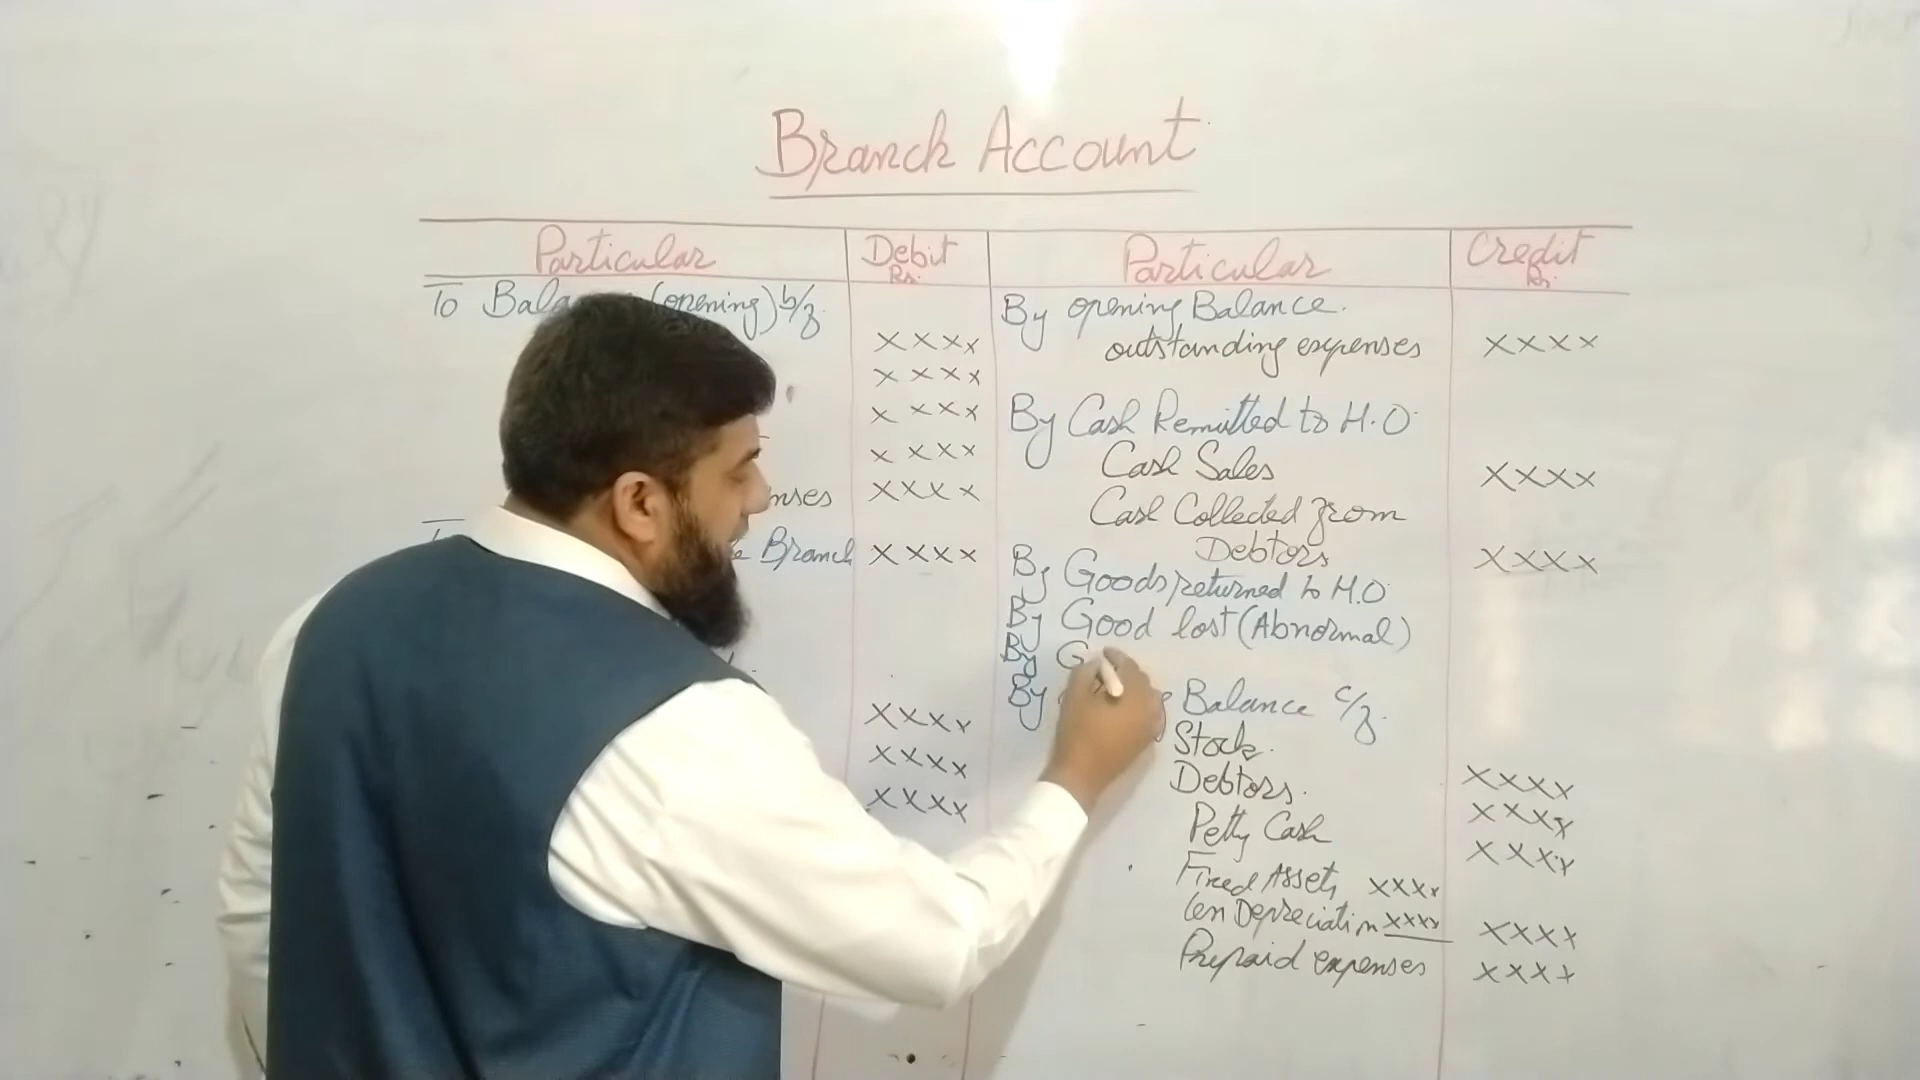 Branch Account
Particular Debit Particular Credit
Rs. Rs.
To (opening) b/f.
xxxx
xxxx
xxxx
xxxx
xxxx
Branch xxxx
xxxx
xxxx
xxxx
By opening Balance.
outstanding expenses xxxx
By Cash Remitted to H.O
Cash Sales xxxx
Cash Collected from
Debtors xxxx
By Goods returned to H.O
By Good lost (Abnormal)
By G
By Balance c/f.
Stock.
Debtors. xxxx
Petty Cash xxxx
xxxx
Fixed Assets xxxx
Less Depreciation xxxx xxxx
Prepaid expenses xxxx